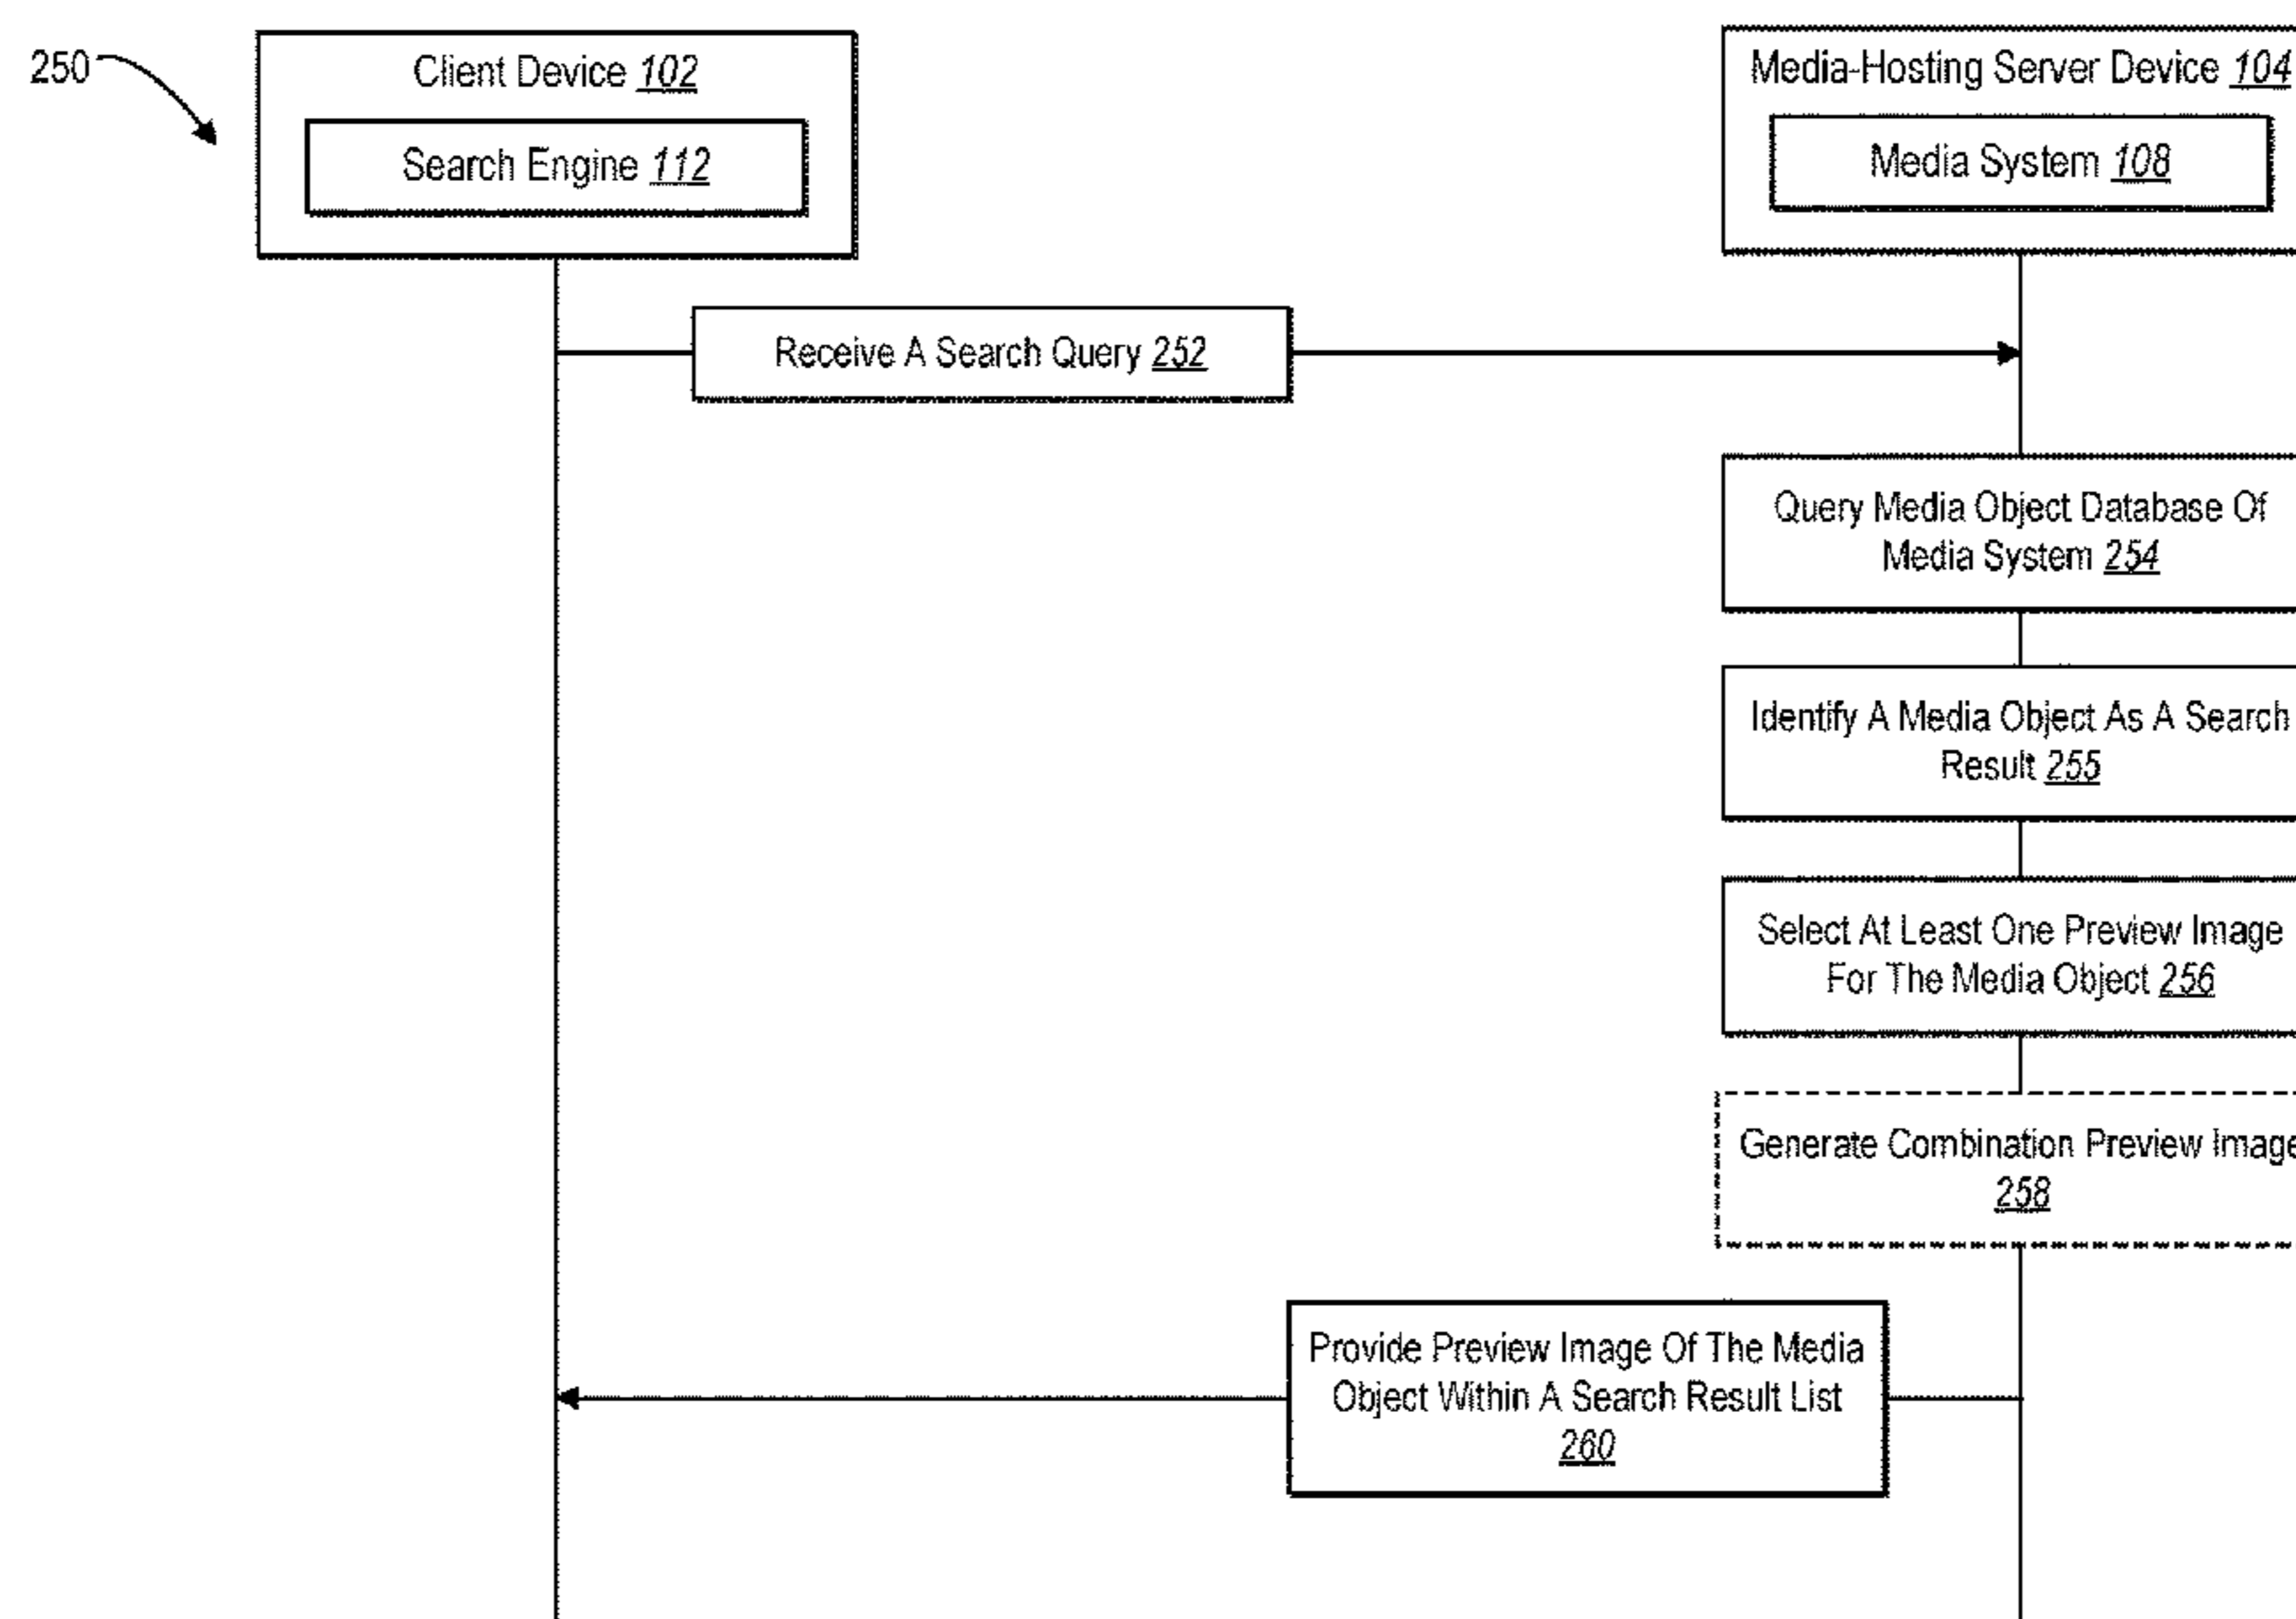 250
Client Device 102
Search Engine 112
Media-Hosting Server Device 104
Media System 108
Receive A Search Query 252
Query Media Object Database Of
Media System 254
Identify A Media Object As A Search
Result 255
Select At Least One Preview Image
For The Media Object 256
Generate Combination Preview Image
258
Provide Preview Image Of The Media
Object Within A Search Result List
260